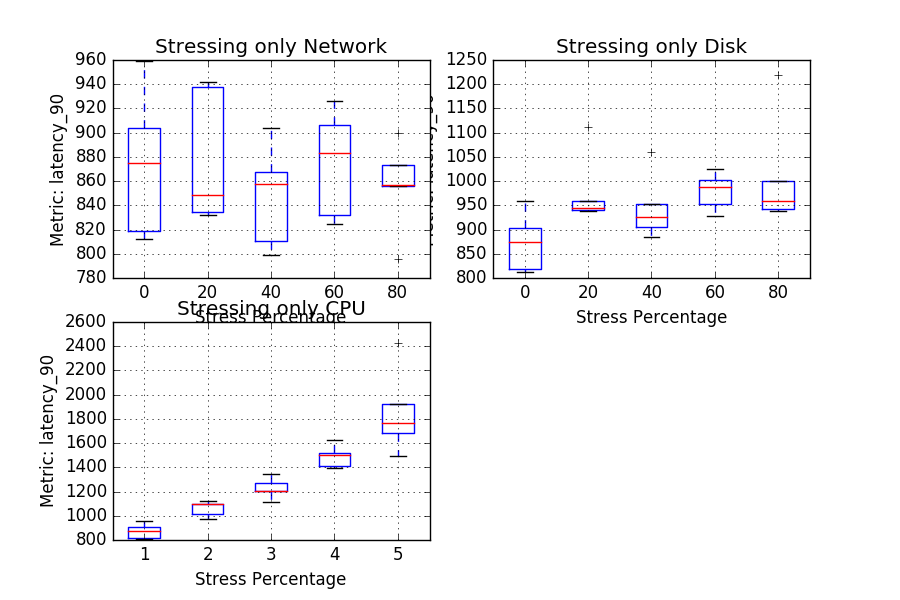 Stressing only Network
Metric: latency_90
960
940
920
900
880
860
840
820
800
780
0 20 40 60 80
Stress Percentage
Stressing only Disk
1250
1200
1150
1100
1050
1000
950
900
850
800
0 20 40 60 80
Stress Percentage
Stressing only CPU
Metric: latency_90
2600
2400
2200
2000
1800
1600
1400
1200
1000
800
1 2 3 4 5
Stress Percentage